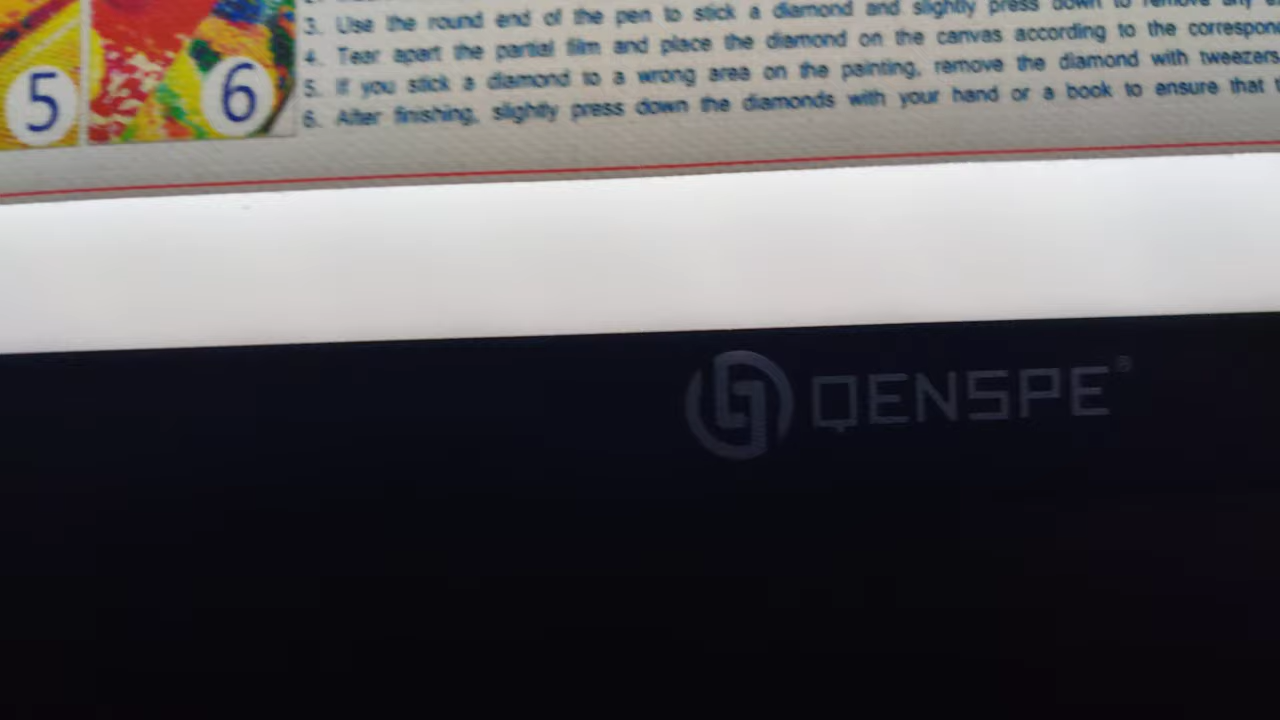 3. Use the round end of the pen to stick a diamond and slightly press down to remove any
4. Tear apart the partial film and place the diamond on the canvas according to the correspon
5. If you stick a diamond to a wrong area on the painting, remove the diamond with tweezers
6. After finishing, slightly press down the diamonds with your hand or a book to ensure that
5
6
QENSPE®